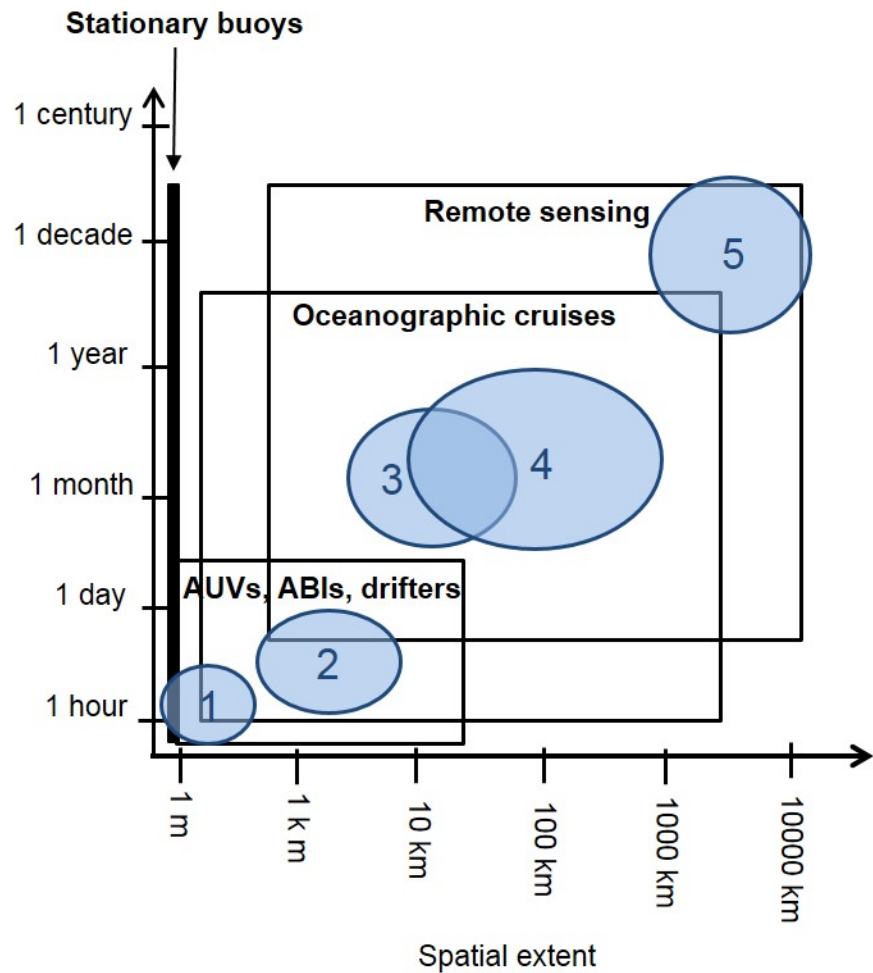 Stationary buoys
1 century
1 decade
1 year
1 month
1 day
1 hour
Remote sensing
5
Oceanographic cruises
3
4
AUVs, ABIs, drifters
2
1
1 m
1 k m
10 km
100 km
1000 km
10000 km
Spatial extent